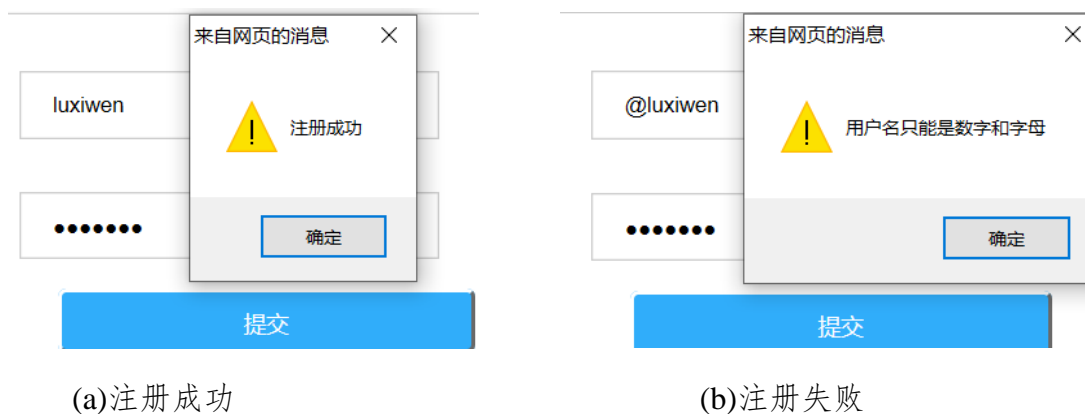 来自网页的消息
luxiwen
注册成功
•••••••
确定
提交
(a)注册成功
来自网页的消息
@luxiwen
用户名只能是数字和字母
•••••••
确定
提交
(b)注册失败